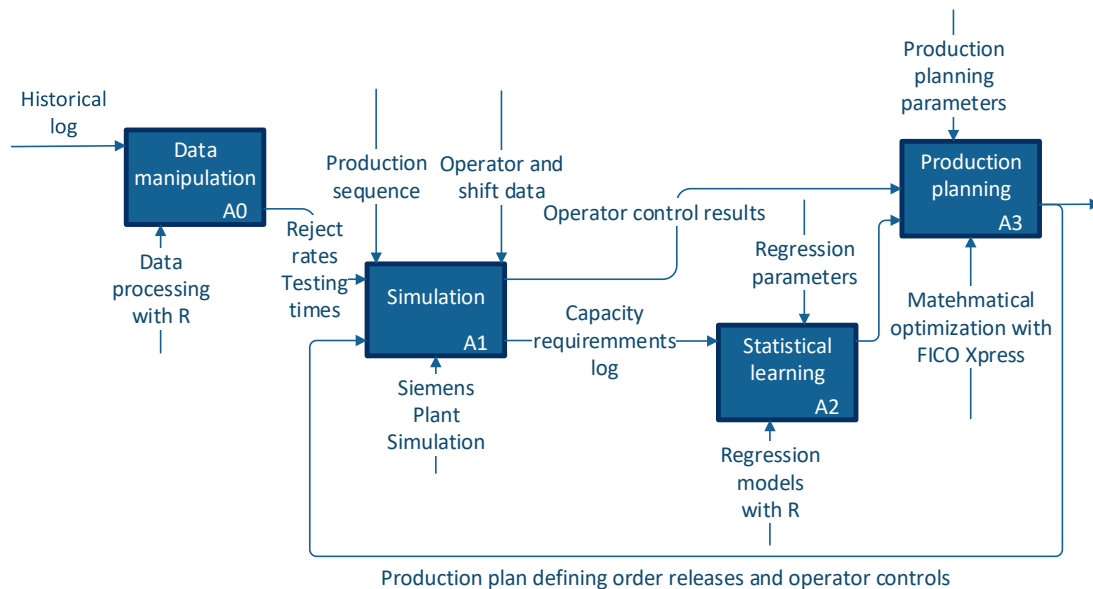 Historical
log
Data
manipulation
A0
Data
processing
with R
Reject
rates
Testing
times
Production
sequence
Operator and
shift data
Simulation
A1
Siemens
Plant
Simulation
Operator control results
Capacity
requiremments
log
Regression
parameters
Statistical
learning
A2
Regression
models
with R
Production
planning
parameters
Production
planning
A3
Matehmatical
optimization with
FICO Xpress
Production plan defining order releases and operator controls